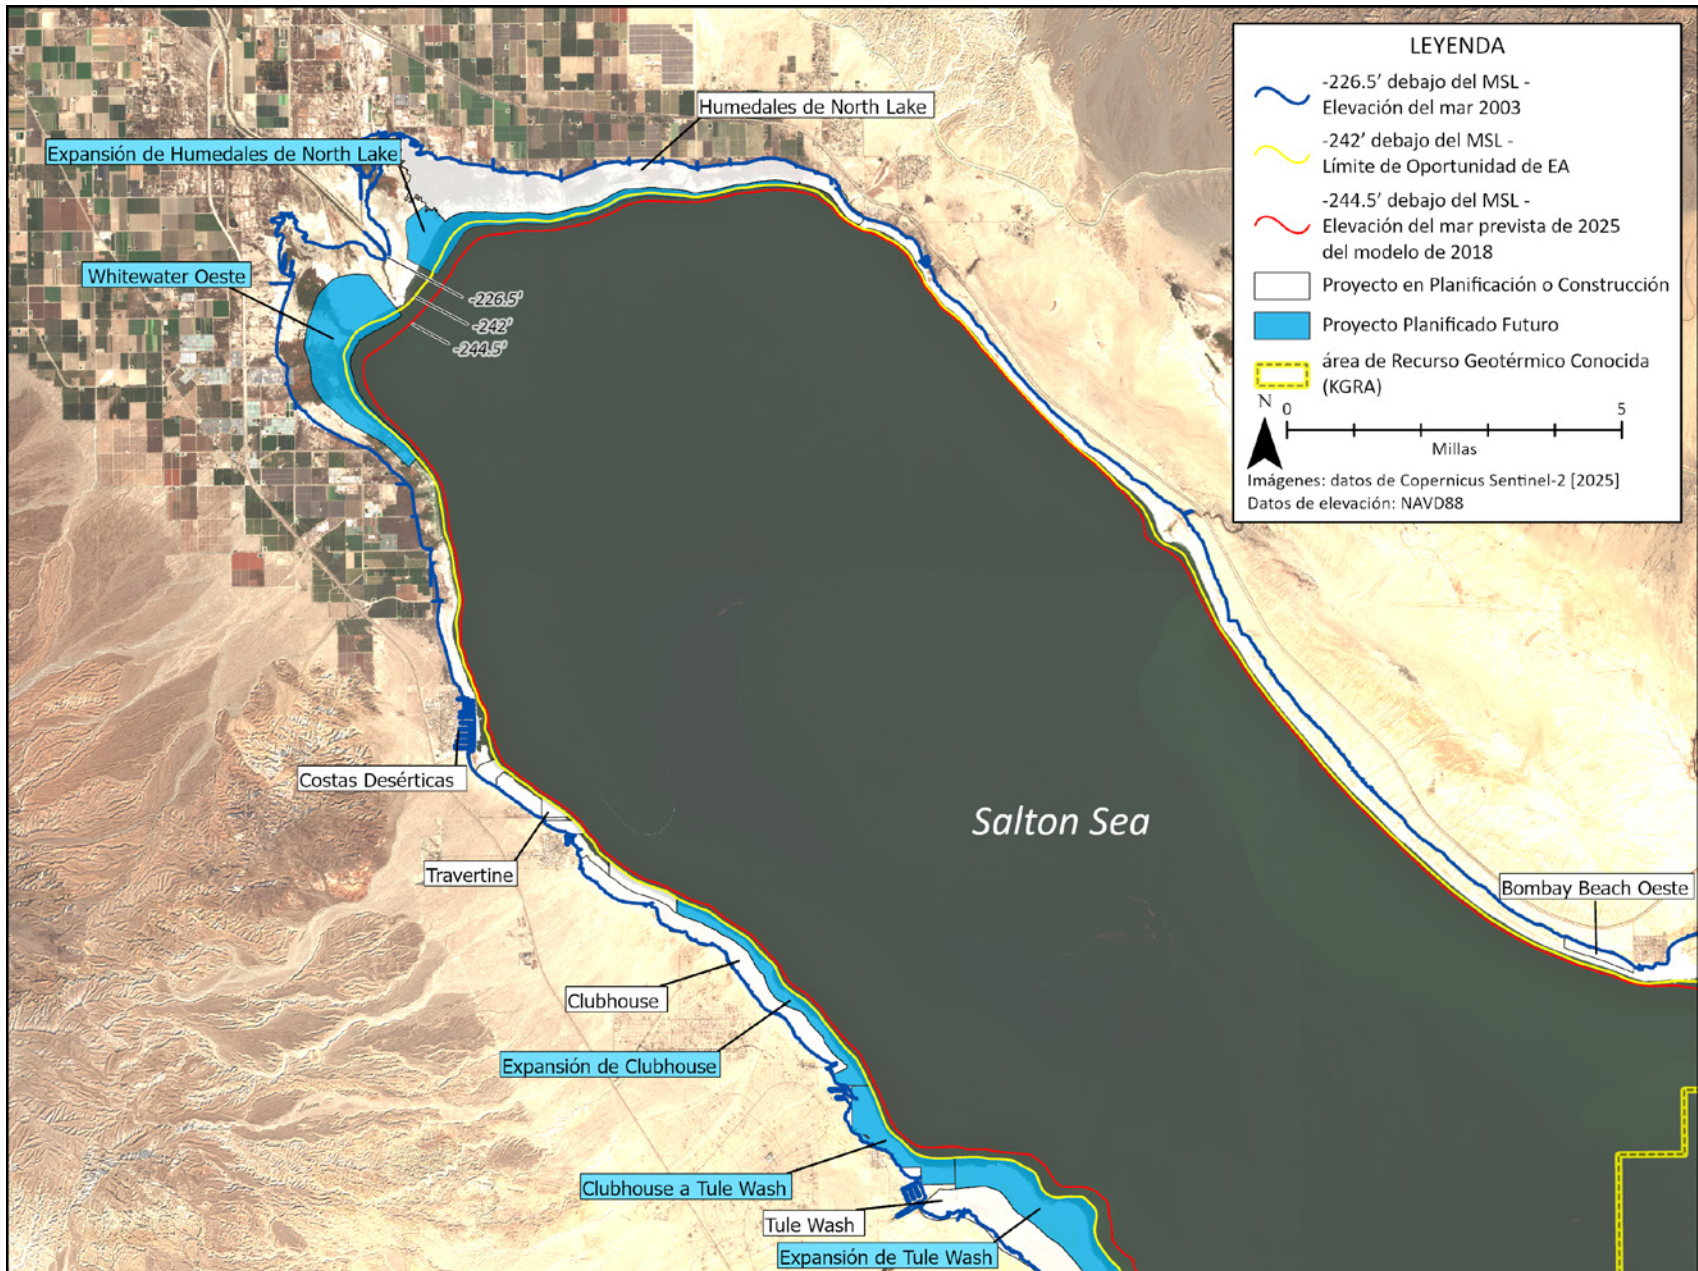 LEYENDA
-226.5' debajo del MSL -
Elevación del mar 2003
-242' debajo del MSL -
Límite de Oportunidad de EA
-244.5' debajo del MSL -
Elevación del mar prevista de 2025
del modelo de 2018
Proyecto en Planificación o Construcción
Proyecto Planificado Futuro
área de Recurso Geotérmico Conocida
(KGRA)
N
0 5
Millas
Imágenes: datos de Copernicus Sentinel-2 [2025]
Datos de elevación: NAVD88
Humedales de North Lake
Expansión de Humedales de North Lake
Whitewater Oeste
-226.5'
-242'
-244.5'
Costas Desérticas
Salton Sea
Travertine
Bombay Beach Oeste
Clubhouse
Expansión de Clubhouse
Clubhouse a Tule Wash
Tule Wash
Expansión de Tule Wash